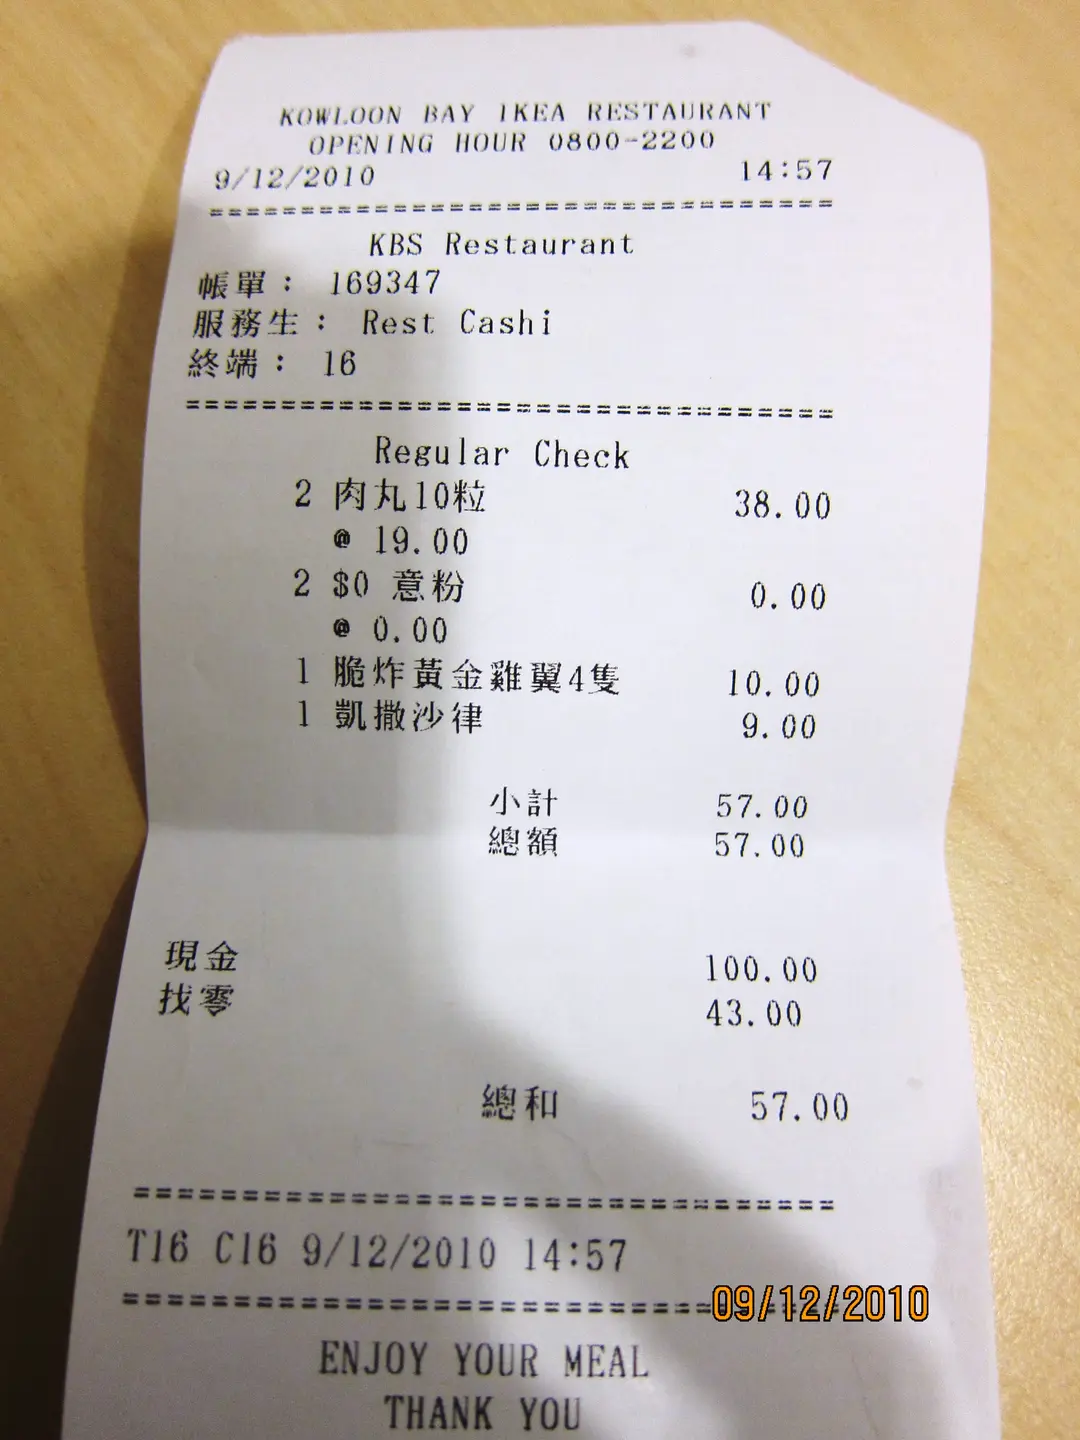 KOWLOON BAY IKEA RESTAURANT
OPENING HOUR 0800-2200
9/12/2010 14:57
==================================
KBS Restaurant
帳單： 169347
服務生： Rest Cashi
終端： 16
==================================
Regular Check
2 肉丸10粒 38.00
@ 19.00
2 $0 意粉 0.00
@ 0.00
1 脆炸黃金雞翼4隻 10.00
1 凱撒沙律 9.00
小計 57.00
總額 57.00
現金 100.00
找零 43.00
總和 57.00
==================================
T16 C16 9/12/2010 14:57
==================================
09/12/2010
ENJOY YOUR MEAL
THANK YOU